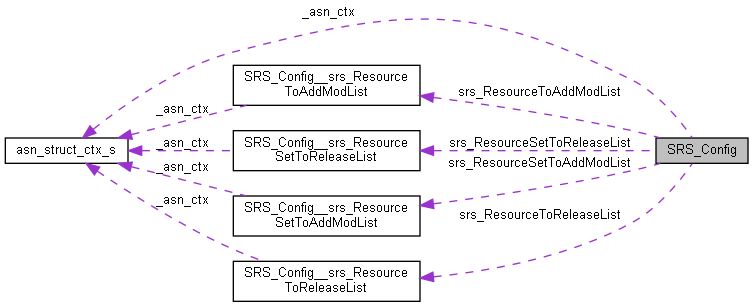 _asn_ctx
SRS_Config__srs_Resource
ToAddModList
_asn_ctx
srs_ResourceToAddModList
asn_struct_ctx_s
_asn_ctx
SRS_Config__srs_Resource
SetToReleaseList
srs_ResourceSetToReleaseList
SRS_Config
_asn_ctx
srs_ResourceSetToAddModList
SRS_Config__srs_Resource
SetToAddModList
_asn_ctx
srs_ResourceToReleaseList
SRS_Config__srs_Resource
ToReleaseList